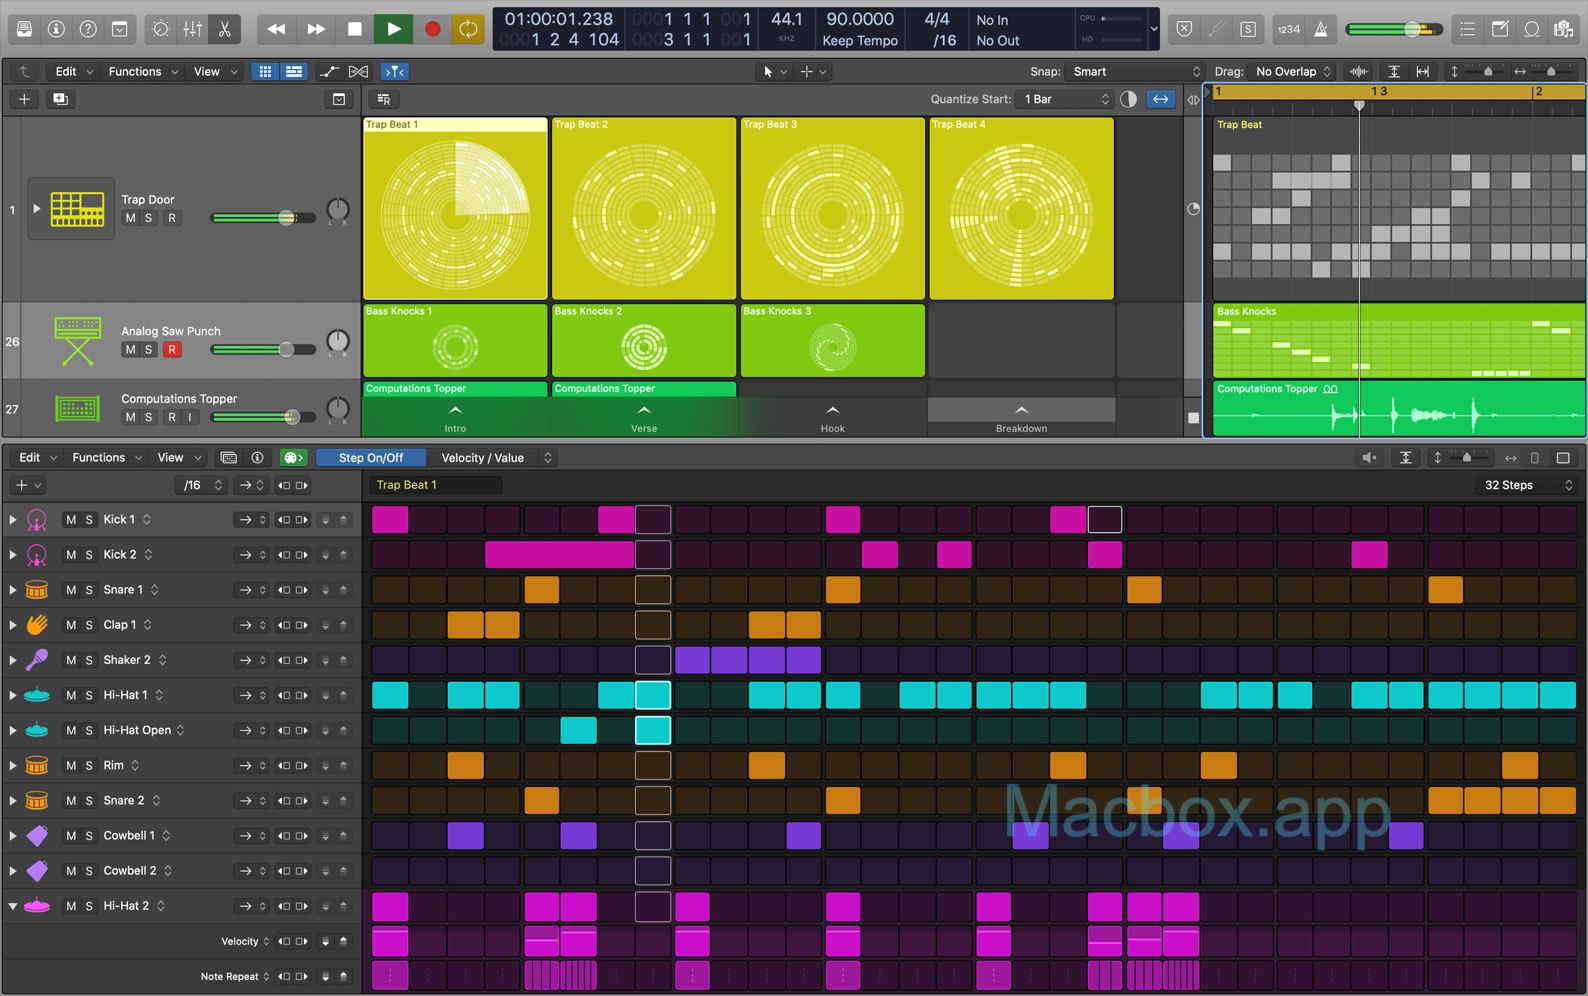 1234
01:00:01.238
0001 1 1 001
44.1
90.0000
4/4
No In
CPU
001 2 4 104
0003 1 1 001
KHZ
Keep Tempo
/16
No Out
HD
Edit Functions View
Snap: Smart
Drag: No Overlap
Quantize Start: 1 Bar
1 1 3 2
Trap Beat 1 Trap Beat 2 Trap Beat 3 Trap Beat 4
Trap Beat
1
Trap Door
M S R
L R
Bass Knocks 1 Bass Knocks 2 Bass Knocks 3
Bass Knocks
26
Analog Saw Punch
M S R
L R
Computations Topper Computations Topper
Computations Topper
27
Computations Topper
M S R I
L R
Intro Verse Hook Breakdown
Edit Functions View
Step On/Off
Velocity / Value
/16
Trap Beat 1
32 Steps
M S Kick 1
M S Kick 2
M S Snare 1
M S Clap 1
M S Shaker 2
M S Hi-Hat 1
M S Hi-Hat Open
M S Rim
M S Snare 2
Macbox.app
M S Cowbell 1
M S Cowbell 2
M S Hi-Hat 2
Velocity
Note Repeat